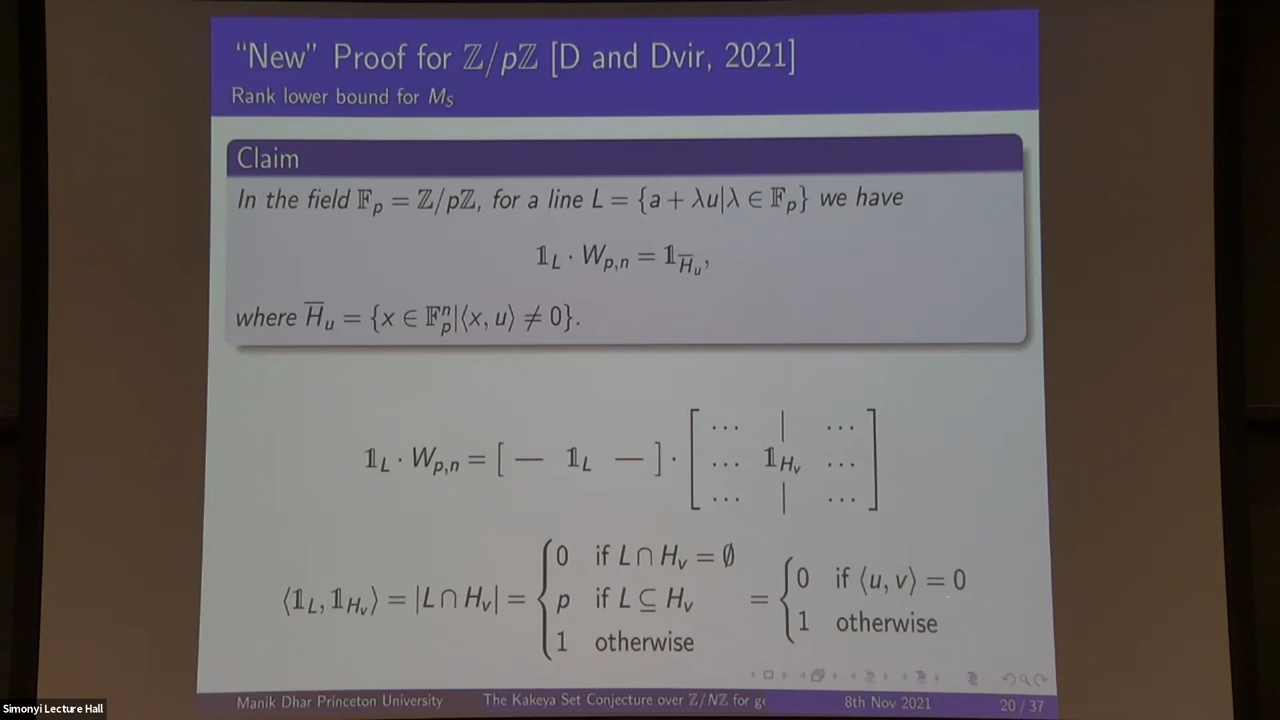 "New" Proof for ℤ/pℤ [D and Dvir, 2021]
Rank lower bound for M_S
Claim
In the field 𝔽_p = ℤ/pℤ, for a line L = {a + λu|λ ∈ 𝔽_p} we have
𝟙_L · W_{p,n} = 𝟙_{H̅_u},
where H̅_u = {x ∈ 𝔽_p^n|⟨x, u⟩ ≠ 0}.
𝟙_L · W_{p,n} = [ — 𝟙_L — ] · [ ⋯ | ⋯
⋯ 𝟙_{H_v} ⋯
⋯ | ⋯ ]
⟨𝟙_L, 𝟙_{H_v}⟩ = |L ∩ H_v| = { 0 if L ∩ H_v = ∅
p if L ⊆ H_v
1 otherwise
= { 0 if ⟨u, v⟩ = 0
1 otherwise
Manik Dhar Princeton University The Kakeya Set Conjecture over ℤ/Nℤ for ge 8th Nov 2021 20 / 37
Simonyi Lecture Hall